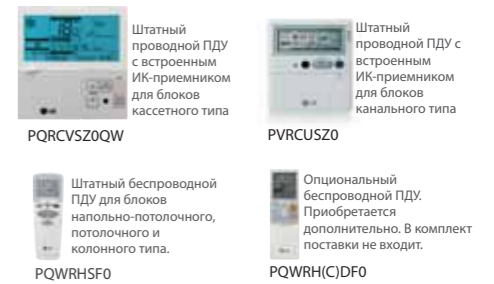 Штатный
проводной ПДУ
с встроенным
ИК-приемником
для блоков
кассетного типа
PQRCVSZ0QW
Штатный
проводной ПДУ с
встроенным
ИК-приемником
для блоков
канального типа
PVRCUSZ0
Штатный беспроводной
ПДУ для блоков
напольно-потолочного,
потолочного и
колонного типа.
PQWRHSF0
Опциональный
беспроводной ПДУ.
Приобретается
дополнительно. В комплект
поставки не входит.
PQWRH(C)DF0